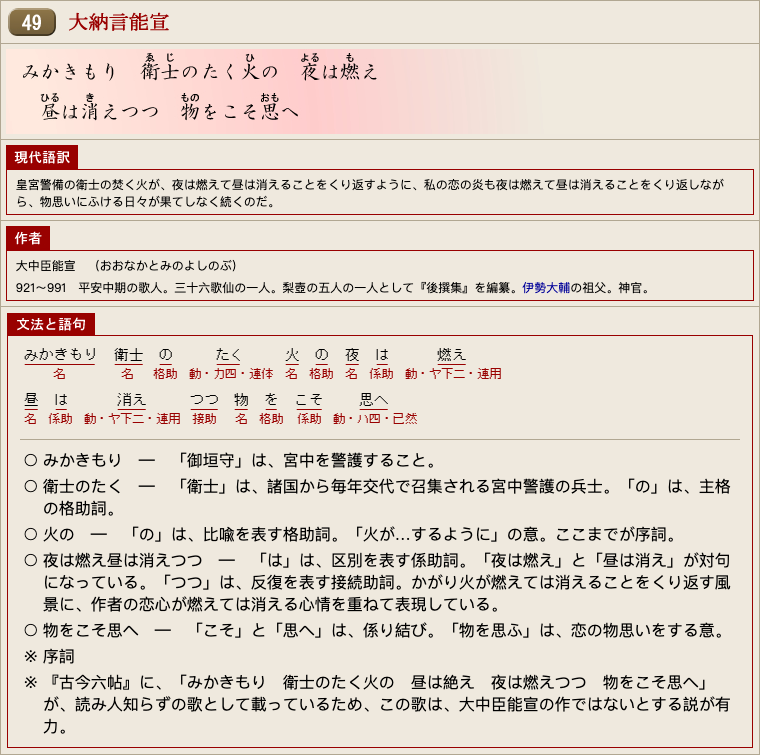 49 大納言能宣
みかきもり　衛士のたく火の　夜は燃え
昼は消えつつ　物をこそ思へ
現代語訳
皇宮警備の衛士の焚く火が、夜は燃えて昼は消えることをくり返すように、私の恋の炎も夜は燃えて昼は消えることをくり返しなが
ら、物思いにふける日々が果てしなく続くのだ。
作者
大中臣能宣　（おおなかとみのよしのぶ）
921～991　平安中期の歌人。三十六歌仙の一人。梨壺の五人の一人として『後撰集』を編纂。伊勢大輔の祖父。神官。
文法と語句
みかきもり　衛士　の　たく　火　の　夜　は　燃え
名　名　格助　動・カ四・連体　名　格助　名　係助　動・ヤ下二・連用
昼　は　消え　つつ　物　を　こそ　思へ
名　係助　動・ヤ下二・連用　接助　名　格助　係助　動・ハ四・已然
○ みかきもり　―　「御垣守」は、宮中を警護すること。
○ 衛士のたく　―　「衛士」は、諸国から毎年交代で召集される宮中警護の兵士。「の」は、主格
の格助詞。
○ 火の　―　「の」は、比喩を表す格助詞。「火が…するように」の意。ここまでが序詞。
○ 夜は燃え昼は消えつつ　―　「は」は、区別を表す係助詞。「夜は燃え」と「昼は消え」が対句
になっている。「つつ」は、反復を表す接続助詞。かがり火が燃えては消えることをくり返す風
景に、作者の恋心が燃えては消える心情を重ねて表現している。
○ 物をこそ思へ　―　「こそ」と「思へ」は、係り結び。「物を思ふ」は、恋の物思いをする意。
※ 序詞
※ 『古今六帖』に、「みかきもり　衛士のたく火の　昼は絶え　夜は燃えつつ　物をこそ思へ」
が、読み人知らずの歌として載っているため、この歌は、大中臣能宣の作ではないとする説が有
力。